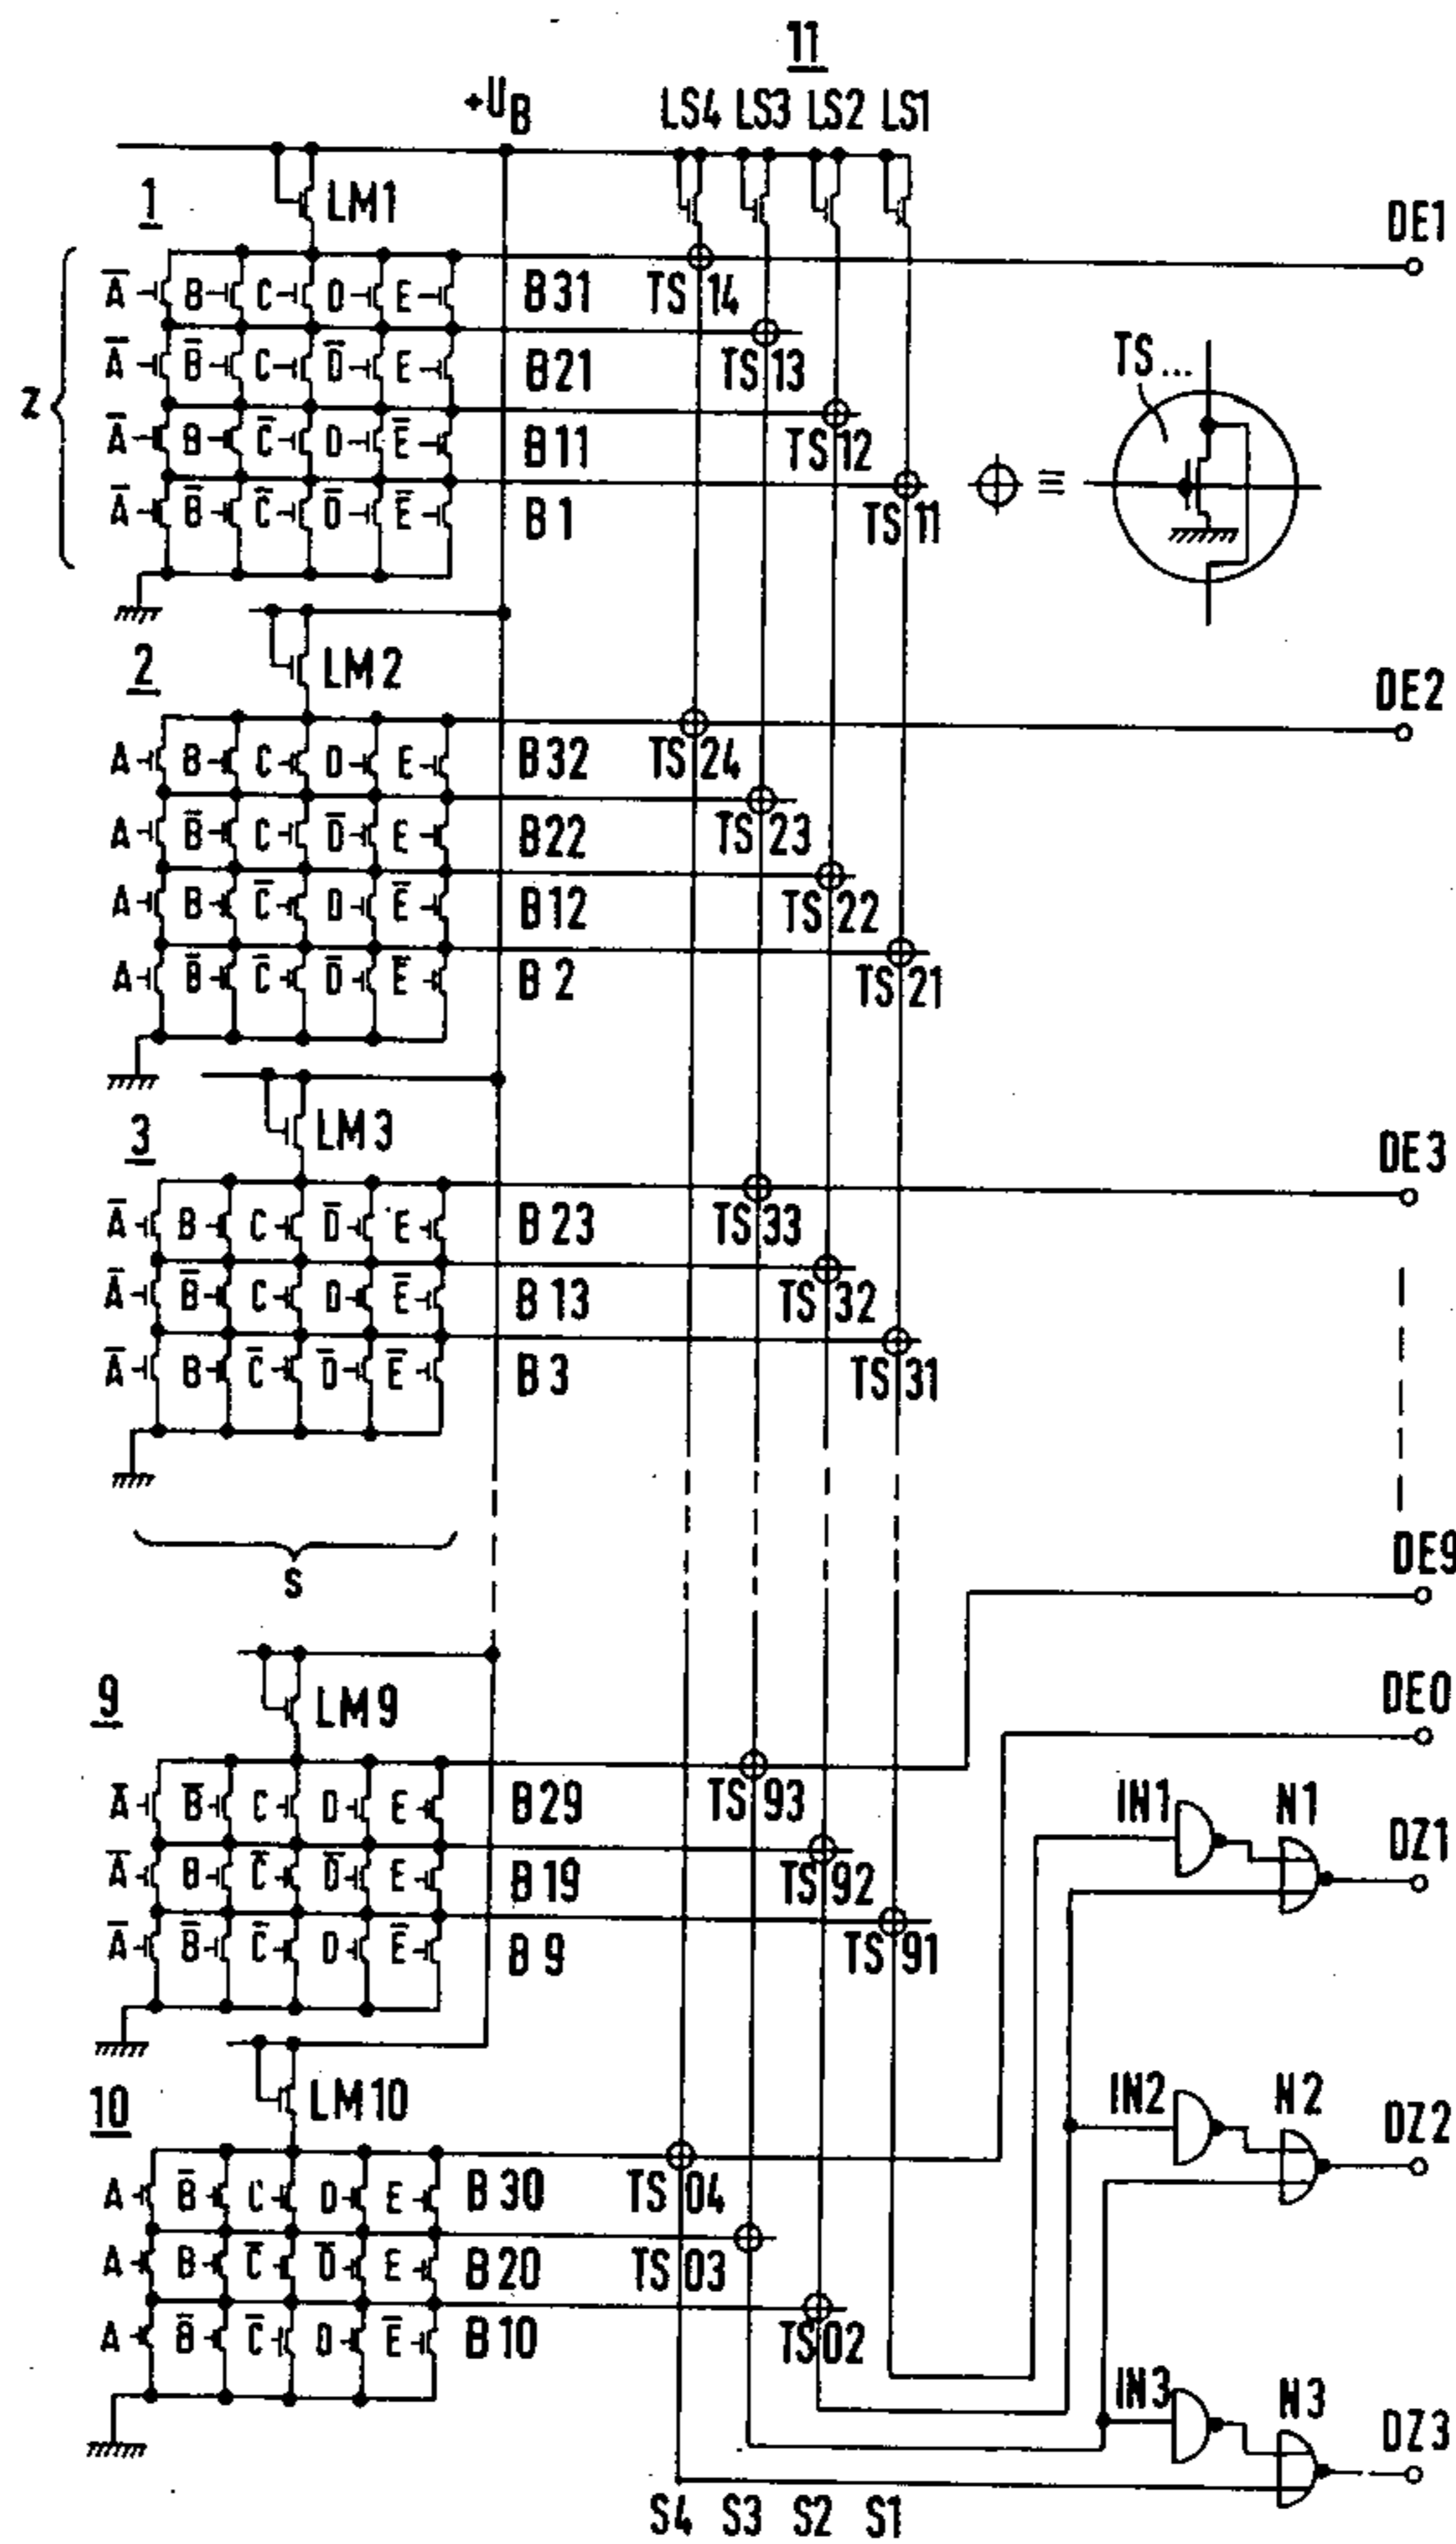 11
+UB LS4 LS3 LS2 LS1
1 LM1 DE1
Z
A̅ B C D E B31 TS 14
A̅ B̅ C D̅ E B21 TS 13
A̅ B C̅ D E̅ B11 TS 12
A̅ B̅ C̅ D̅ E̅ B1 TS 11
≡ TS...
2 LM2 DE2
A B C D E B32 TS 24
A B̅ C D̅ E B22 TS 23
A B C̅ D E̅ B12 TS 22
A B̅ C̅ D̅ E̅ B2 TS 21
3 LM3 DE3
A̅ B C D̅ E B23 TS 33
A̅ B̅ C D E̅ B13 TS 32
A̅ B C̅ D̅ E̅ B3 TS 31
S
DE9
9 LM9 DE0
A̅ B̅ C D E B29 TS 93
A̅ B C̅ D̅ E B19 TS 92
A̅ B̅ C̅ D E̅ B9 TS 91
IN1 N1 DZ1
10 LM10
A B̅ C D E B30 TS 04
A B C̅ D̅ E B20 TS 03
A B̅ C̅ D E̅ B10 TS 02
IN2 N2 DZ2
IN3 N3 DZ3
S4 S3 S2 S1